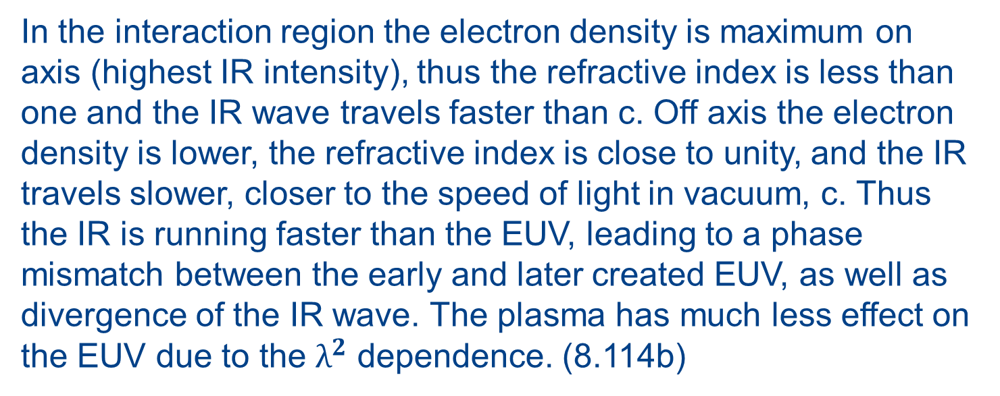 In the interaction region the electron density is maximum on
axis (highest IR intensity), thus the refractive index is less than
one and the IR wave travels faster than c. Off axis the electron
density is lower, the refractive index is close to unity, and the IR
travels slower, closer to the speed of light in vacuum, c. Thus
the IR is running faster than the EUV, leading to a phase
mismatch between the early and later created EUV, as well as
divergence of the IR wave. The plasma has much less effect on
the EUV due to the λ² dependence. (8.114b)